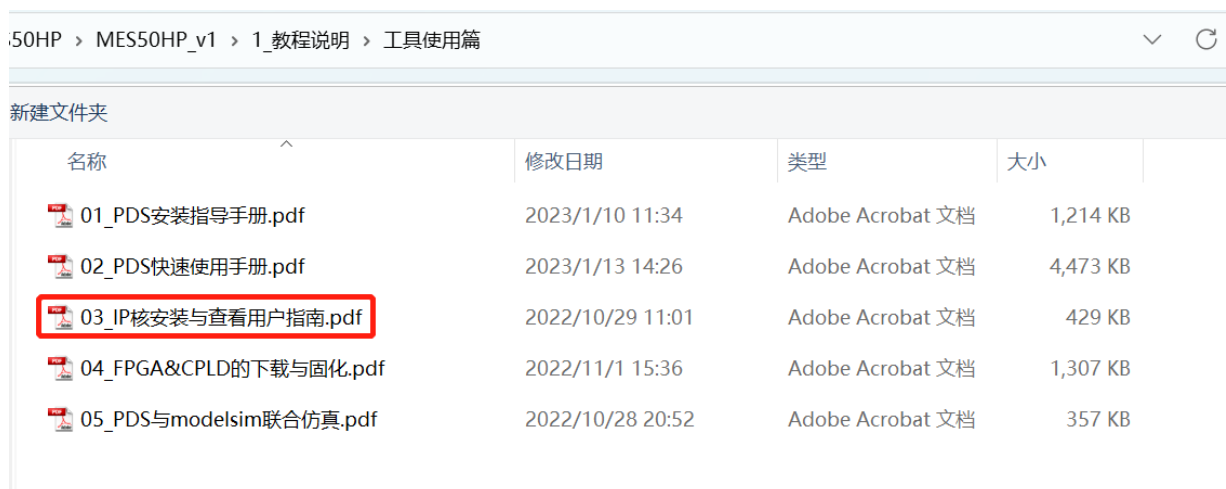 50HP › MES50HP_v1 › 1_教程说明 › 工具使用篇
新建文件夹
名称 修改日期 类型 大小
01_PDS安装指导手册.pdf 2023/1/10 11:34 Adobe Acrobat 文档 1,214 KB
02_PDS快速使用手册.pdf 2023/1/13 14:26 Adobe Acrobat 文档 4,473 KB
03_IP核安装与查看用户指南.pdf 2022/10/29 11:01 Adobe Acrobat 文档 429 KB
04_FPGA&CPLD的下载与固化.pdf 2022/11/1 15:36 Adobe Acrobat 文档 1,307 KB
05_PDS与modelsim联合仿真.pdf 2022/10/28 20:52 Adobe Acrobat 文档 357 KB